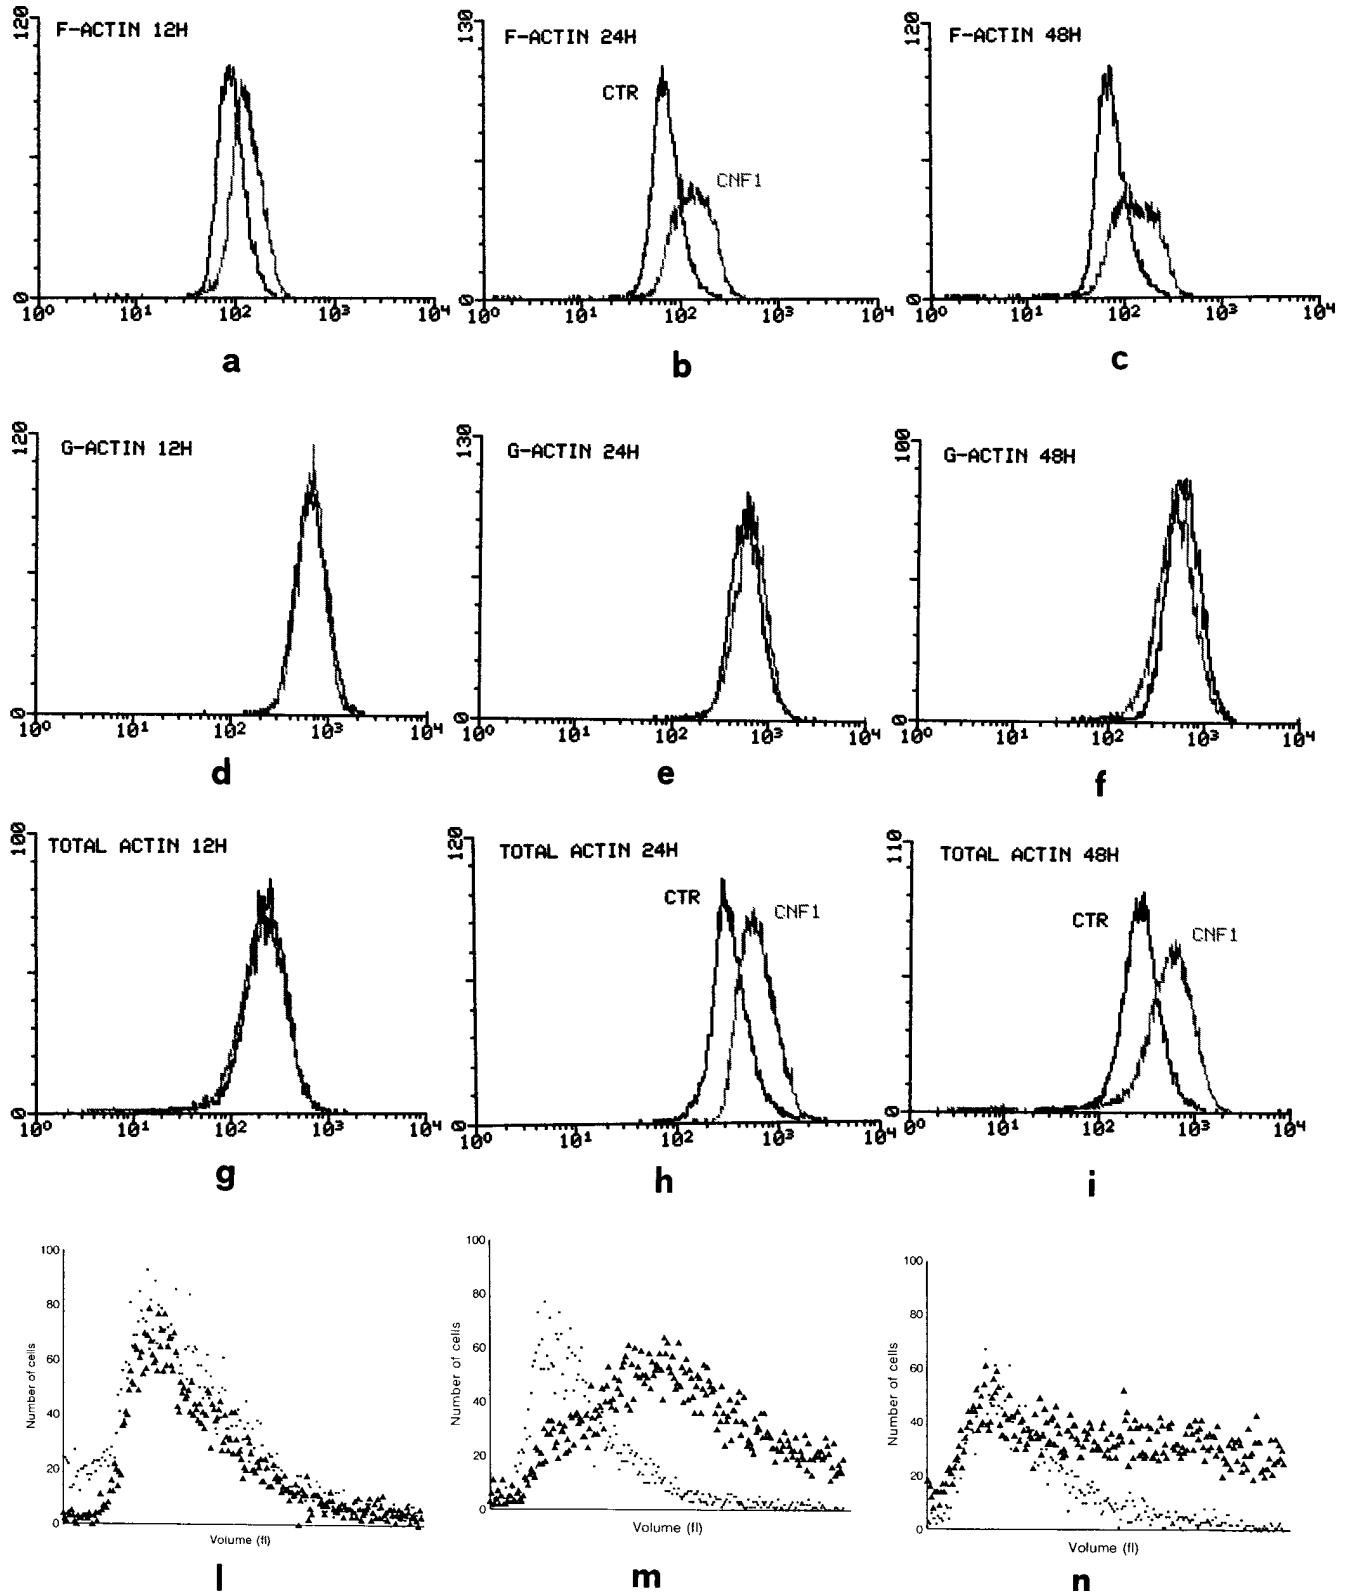 120
F-ACTIN 12H
0
10⁰ 10¹ 10² 10³ 10⁴
a
130
F-ACTIN 24H
CTR
CNF1
0
10⁰ 10¹ 10² 10³ 10⁴
b
120
F-ACTIN 48H
0
10⁰ 10¹ 10² 10³ 10⁴
c
120
G-ACTIN 12H
0
10⁰ 10¹ 10² 10³ 10⁴
d
130
G-ACTIN 24H
0
10⁰ 10¹ 10² 10³ 10⁴
e
100
G-ACTIN 48H
0
10⁰ 10¹ 10² 10³ 10⁴
f
100
TOTAL ACTIN 12H
0
10⁰ 10¹ 10² 10³ 10⁴
g
120
TOTAL ACTIN 24H
CTR
CNF1
0
10⁰ 10¹ 10² 10³ 10⁴
h
110
TOTAL ACTIN 48H
CTR
CNF1
0
10⁰ 10¹ 10² 10³ 10⁴
i
100
80
60
40
20
0
Number of cells
Volume (fl)
l
100
80
60
40
20
0
Number of cells
Volume (fl)
m
100
80
60
40
20
0
Number of cells
Volume (fl)
n